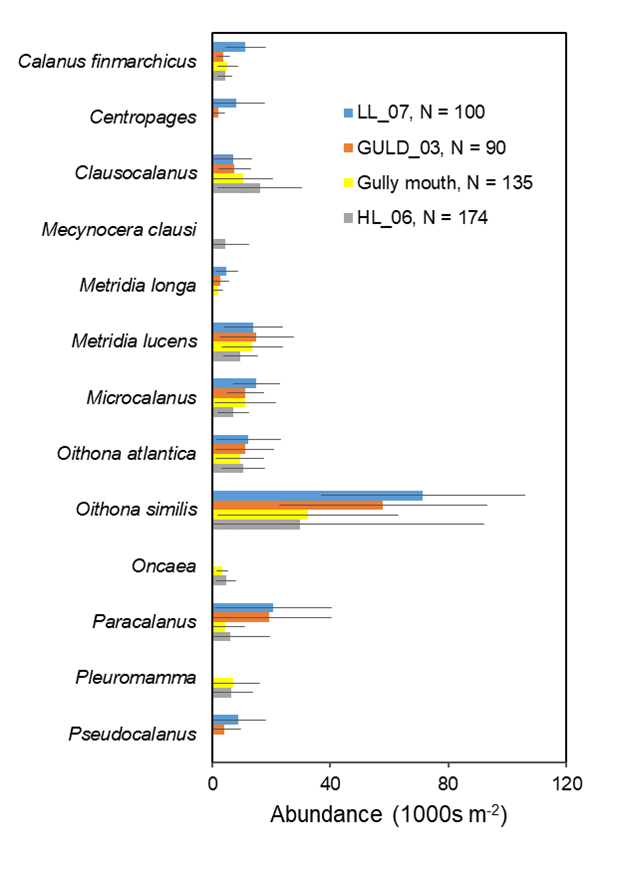 Calanus finmarchicus
Centropages
Clausocalanus
Mecynocera clausi
Metridia longa
Metridia lucens
Microcalanus
Oithona atlantica
Oithona similis
Oncaea
Paracalanus
Pleuromamma
Pseudocalanus
LL_07, N = 100
GULD_03, N = 90
Gully mouth, N = 135
HL_06, N = 174
0 40 80 120
Abundance (1000s m-2)